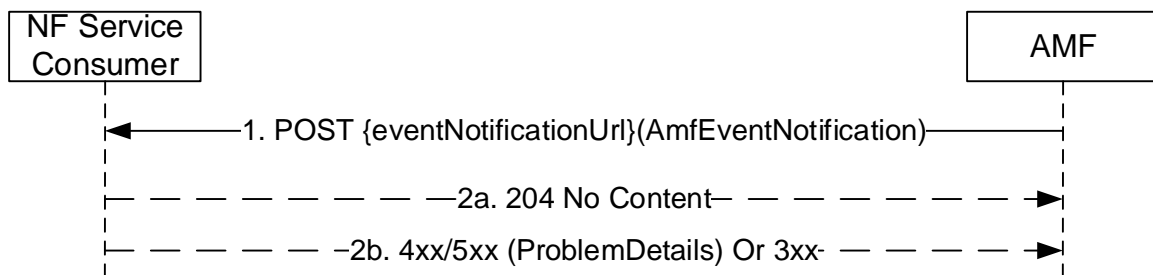 NF Service
Consumer
AMF
1. POST {eventNotificationUrl}(AmfEventNotification)
2a. 204 No Content
2b. 4xx/5xx (ProblemDetails) Or 3xx